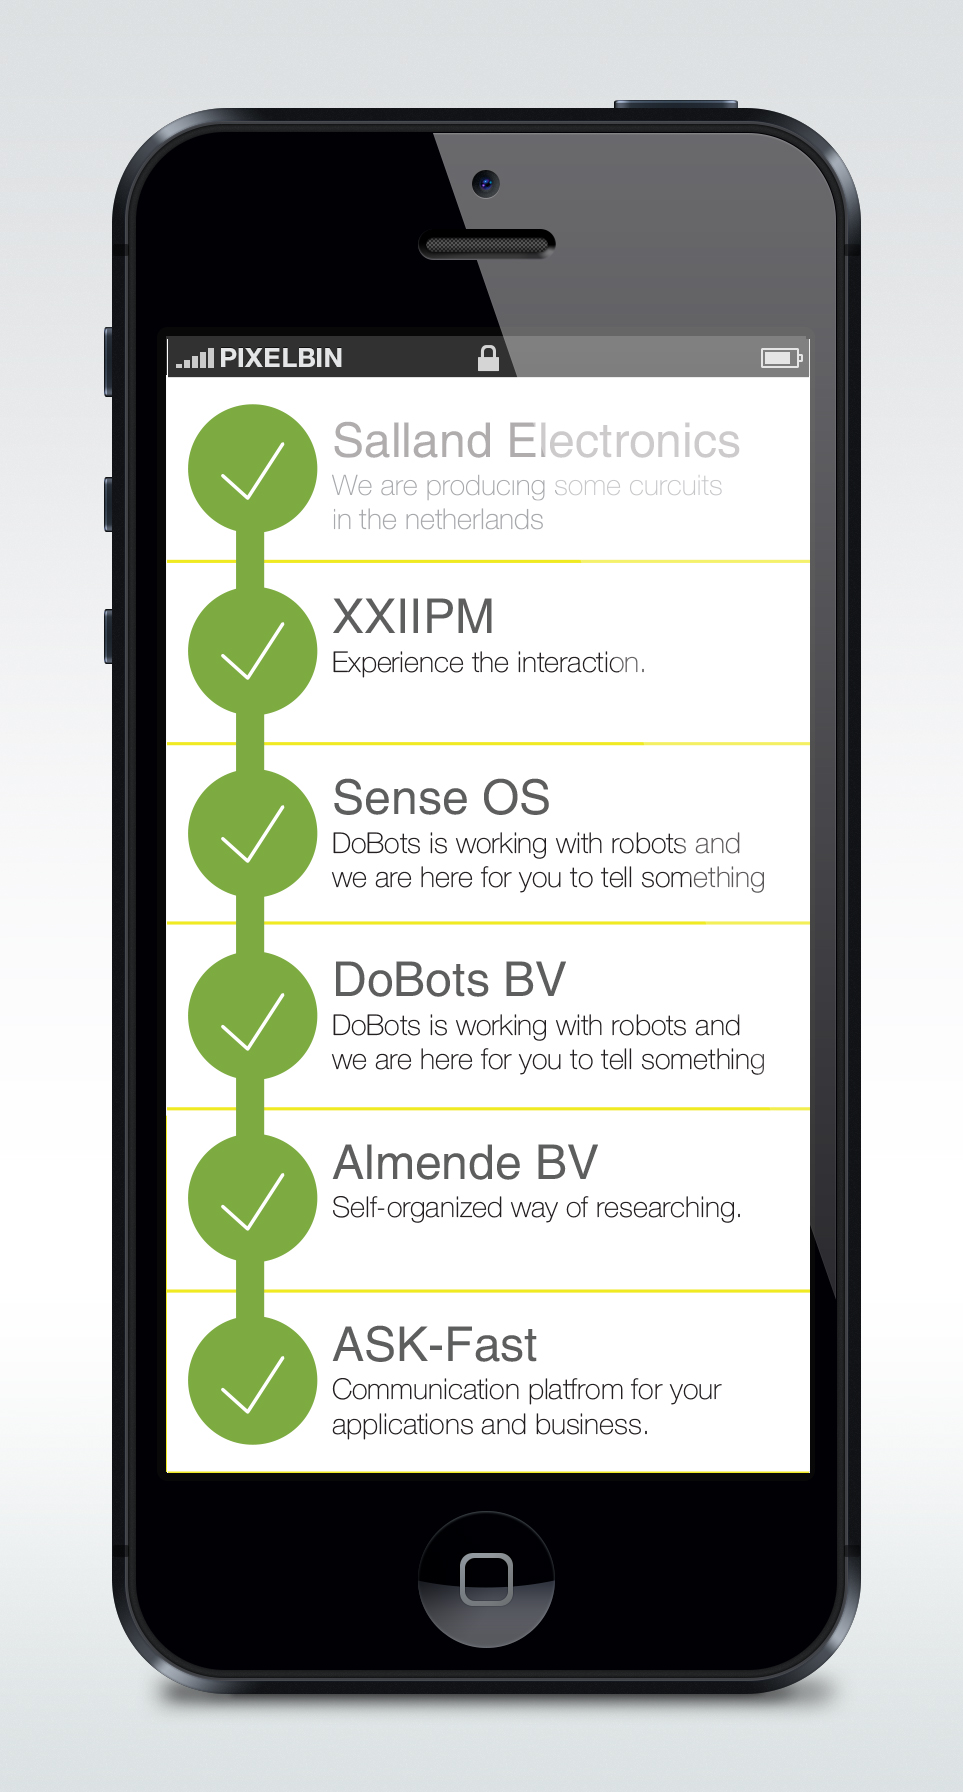 PIXELBIN
Salland Electronics
We are producing some curcuits
in the netherlands
XXIIPM
Experience the interaction.
Sense OS
DoBots is working with robots and
we are here for you to tell something
DoBots BV
DoBots is working with robots and
we are here for you to tell something
Almende BV
Self-organized way of researching.
ASK-Fast
Communication platfrom for your
applications and business.